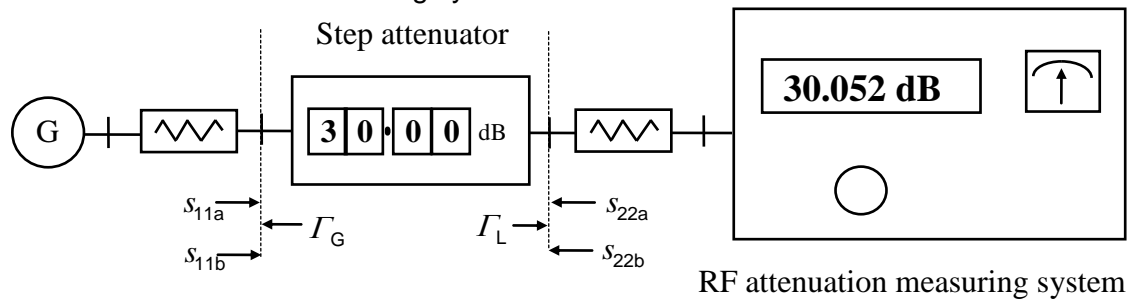 Step attenuator
30.052 dB
G
3 0 · 0 0 dB
s11a
ΓG
ΓL
s22a
s11b
s22b
RF attenuation measuring system